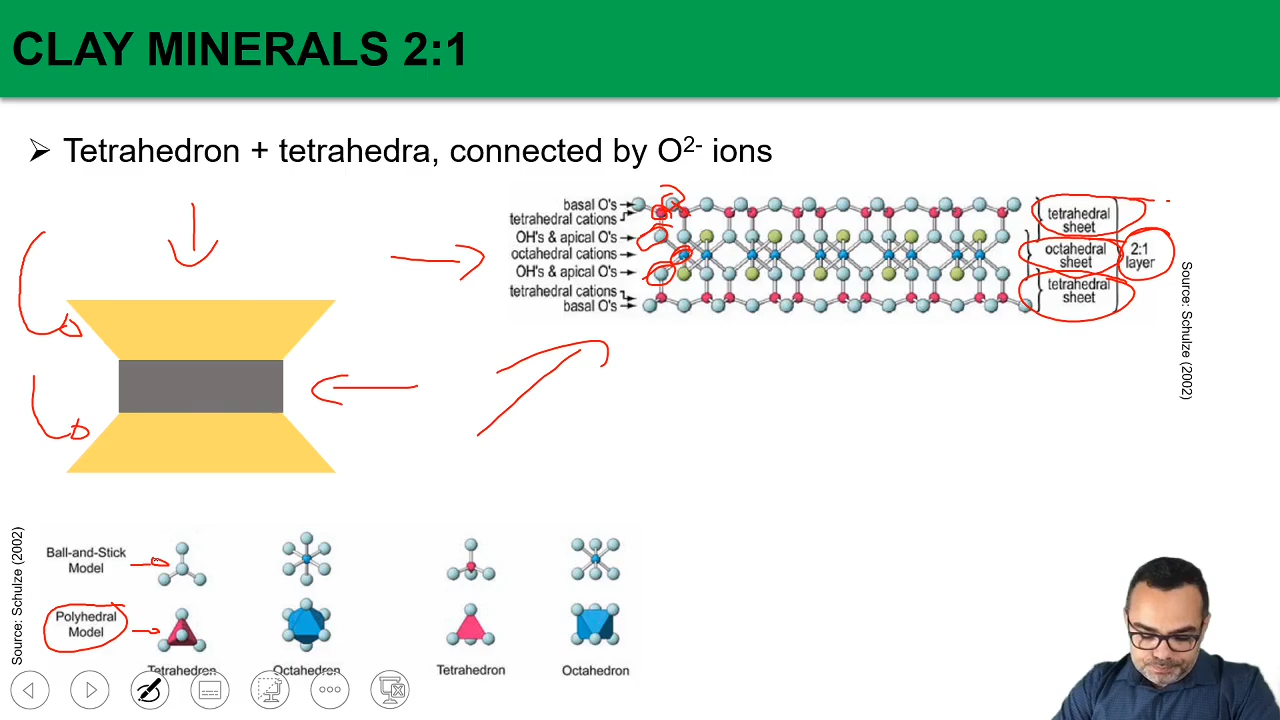 CLAY MINERALS 2:1
➢ Tetrahedron + tetrahedra, connected by O²⁻ ions
basal O's
tetrahedral cations
OH's & apical O's
octahedral cations
OH's & apical O's
tetrahedral cations
basal O's
tetrahedral
sheet
octahedral
sheet
tetrahedral
sheet
2:1
layer
Source: Schulze (2002)
Source: Schulze (2002)
Ball-and-Stick
Model
Polyhedral
Model
Tetrahedron
Octahedron
Tetrahedron
Octahedron